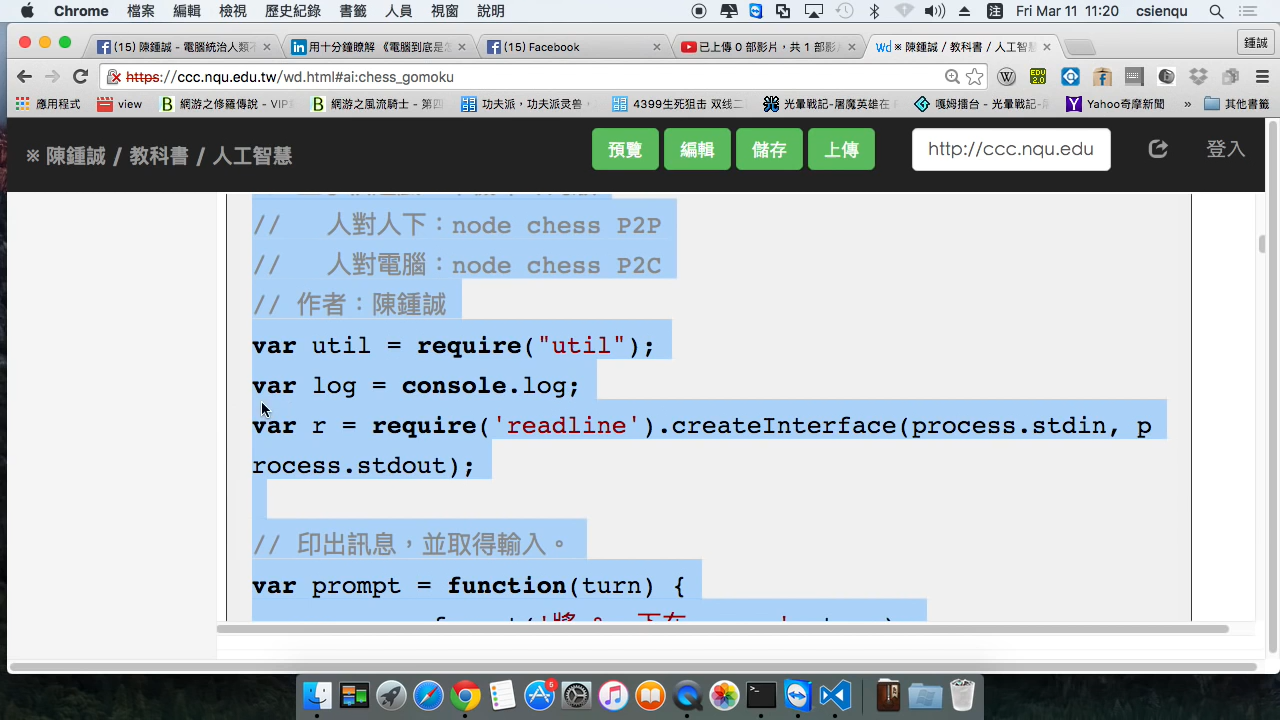 Chrome 檔案 編輯 檢視 歷史紀錄 書籤 人員 視窗 說明 注 Fri Mar 11 11:20 csienqu
(15) 陳鍾誠 - 電腦統治人類 用十分鐘瞭解 《電腦到底是怎 (15) Facebook 已上傳 0 部影片，共 1 部影 ※ 陳鍾誠 / 教科書 / 人工智慧 鍾誠
https://ccc.nqu.edu.tw/wd.html#ai:chess_gomoku
應用程式 view 網游之修羅傳說 - VIP 網游之亡靈騎士 - 第四 功夫派,功夫派灵兽 4399生死狙击 双线二 光暈戰記-屠魔英雄在 嘎姆擂台 - 光暈戰記- Yahoo奇摩新聞 » 其他書籤
※ 陳鍾誠 / 教科書 / 人工智慧 預覽 編輯 儲存 上傳 http://ccc.nqu.edu 登入
// 人對人下：node chess P2P
// 人對電腦：node chess P2C
// 作者：陳鍾誠
var util = require("util");
var log = console.log;
var r = require('readline').createInterface(process.stdin, p
rocess.stdout);
// 印出訊息，並取得輸入。
var prompt = function(turn) {
6